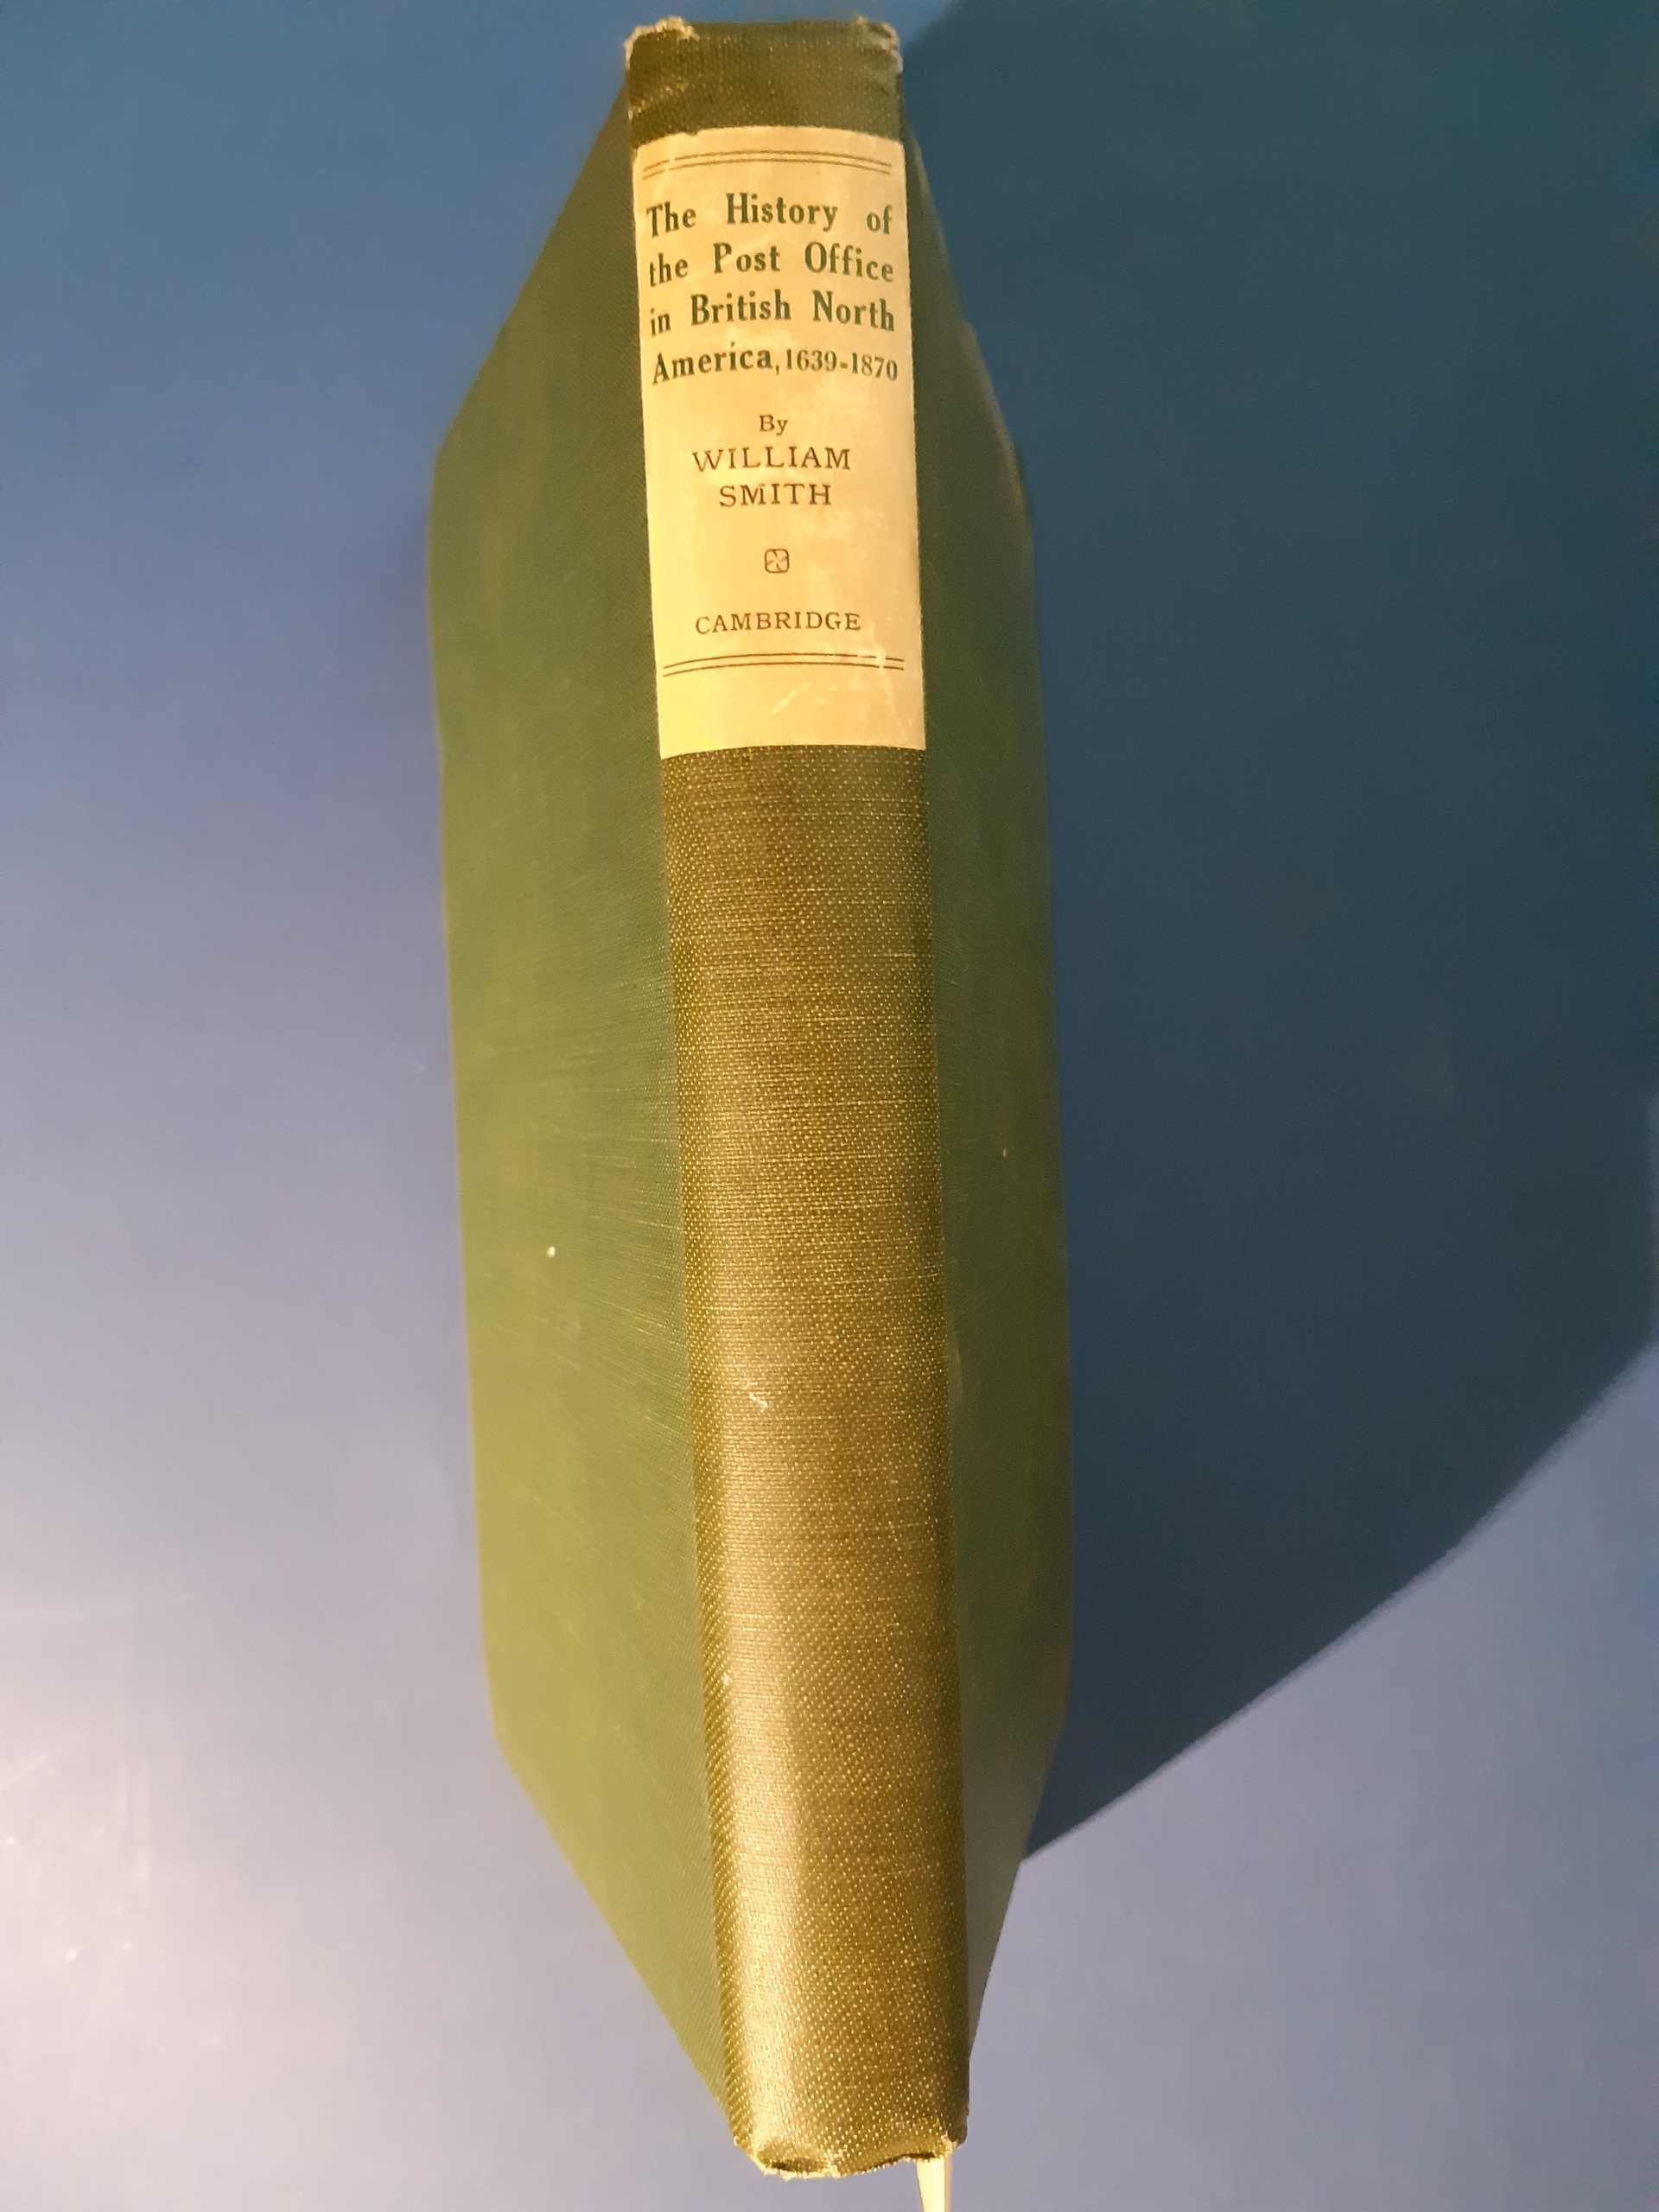 The History of
the Post Office
in British North
America, 1639-1870
By
WILLIAM
SMITH
CAMBRIDGE